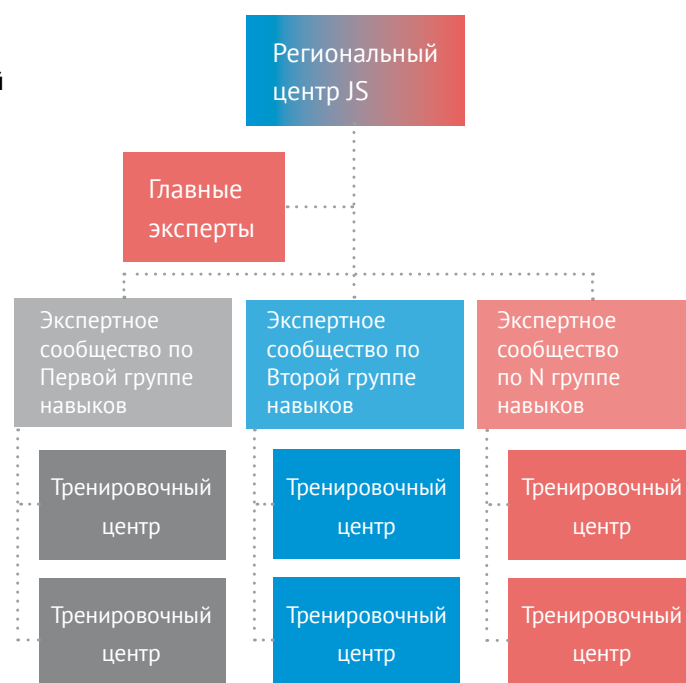 Региональный
центр JS
й
Главные
эксперты
Экспертное
сообщество по
Первой группе
навыков
Экспертное
сообщество по
Второй группе
навыков
Экспертное
сообщество
по N группе
навыков
Тренировочный
центр
Тренировочный
центр
Тренировочный
центр
Тренировочный
центр
Тренировочный
центр
Тренировочный
центр